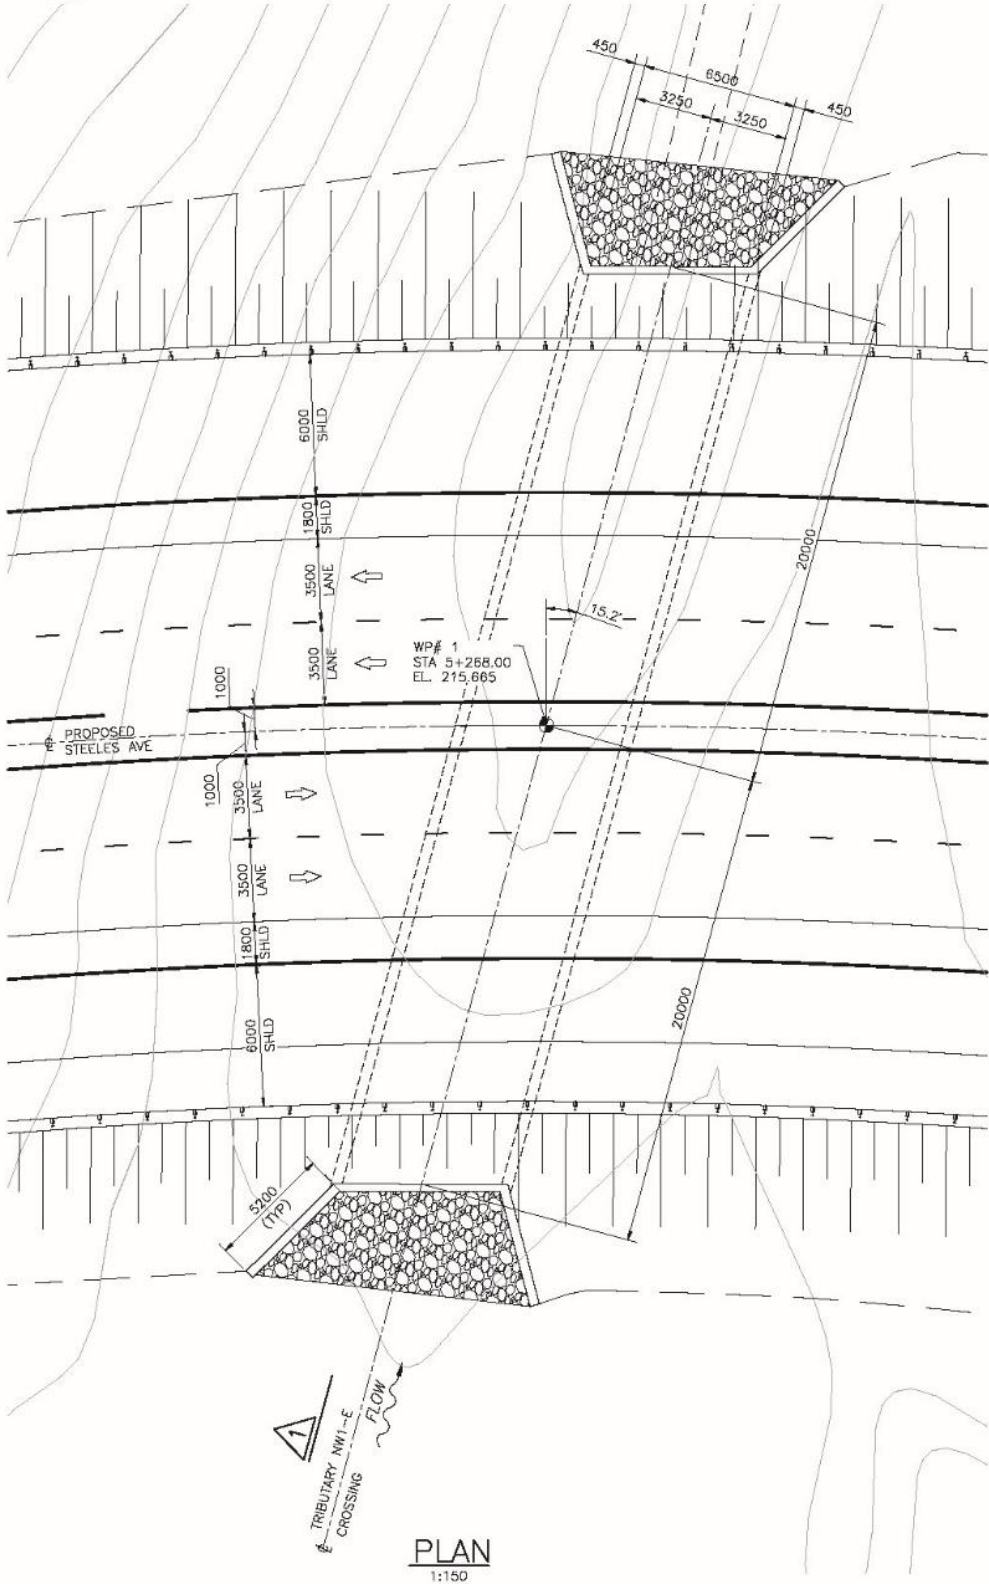 450
6500
450
3250
3250
6000
SHLD
1800
SHLD
3500
LANE
3500
LANE
20000
15.2°
WP# 1
STA 5+268.00
EL. 215.665
1000
PROPOSED
STEELES AVE
1000
3500
LANE
3500
LANE
1800
SHLD
6000
SHLD
20000
5200
(TYP)
1
FLOW
TRIBUTARY NW1-E
CROSSING
PLAN
1:150